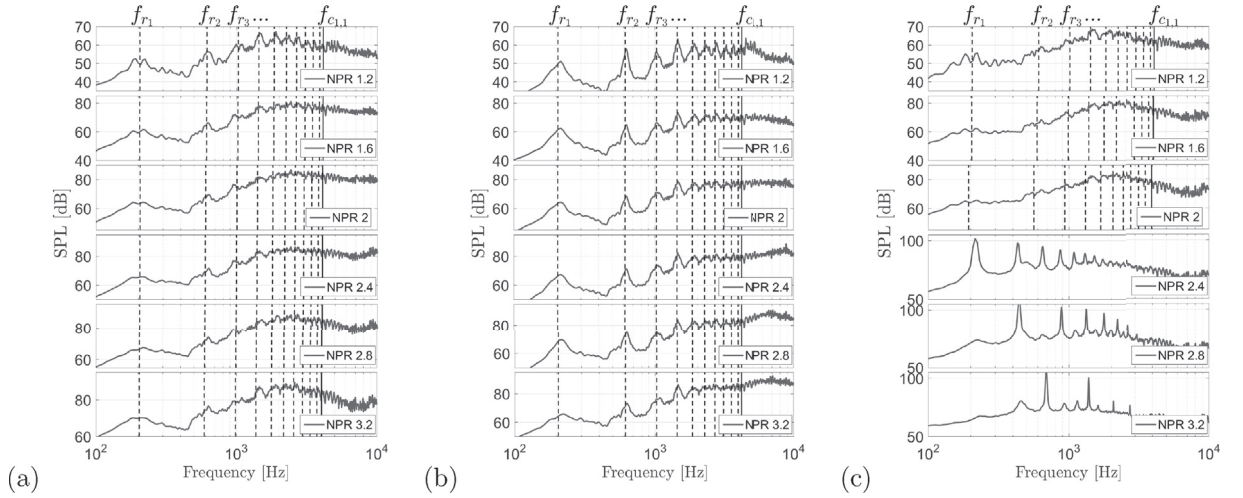 f_{r_1} f_{r_2} f_{r_3}··· f_{c_{1,1}}
70
60
50
NPR 1.2
80
60
40
NPR 1.6
80
60
NPR 2
80
60
NPR 2.4
80
60
NPR 2.8
80
60
NPR 3.2
SPL [dB]
10^2 10^3 10^4
Frequency [Hz]
(a)
f_{r_1} f_{r_2} f_{r_3}··· f_{c_{1,1}}
70
60
50
40
NPR 1.2
80
60
40
NPR 1.6
80
60
NPR 2
80
60
NPR 2.4
80
60
NPR 2.8
80
60
NPR 3.2
SPL [dB]
10^2 10^3 10^4
Frequency [Hz]
(b)
f_{r_1} f_{r_2} f_{r_3}··· f_{c_{1,1}}
70
60
50
40
NPR 1.2
80
60
40
NPR 1.6
80
60
NPR 2
100
50
NPR 2.4
100
NPR 2.8
100
50
NPR 3.2
SPL [dB]
10^2 10^3 10^4
Frequency [Hz]
(c)